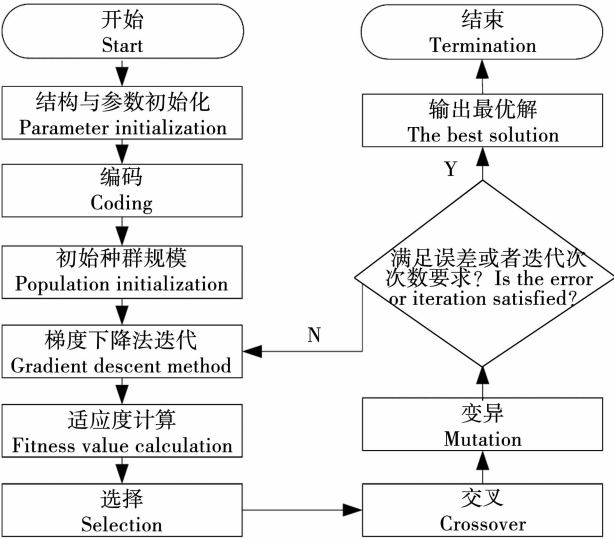 开始
Start
结构与参数初始化
Parameter initialization
编码
Coding
初始种群规模
Population initialization
梯度下降法迭代
Gradient descent method
适应度计算
Fitness value calculation
选择
Selection
交叉
Crossover
变异
Mutation
满足误差或者迭代次
次数要求？Is the error
or iteration satisfied?
N
Y
输出最优解
The best solution
结束
Termination